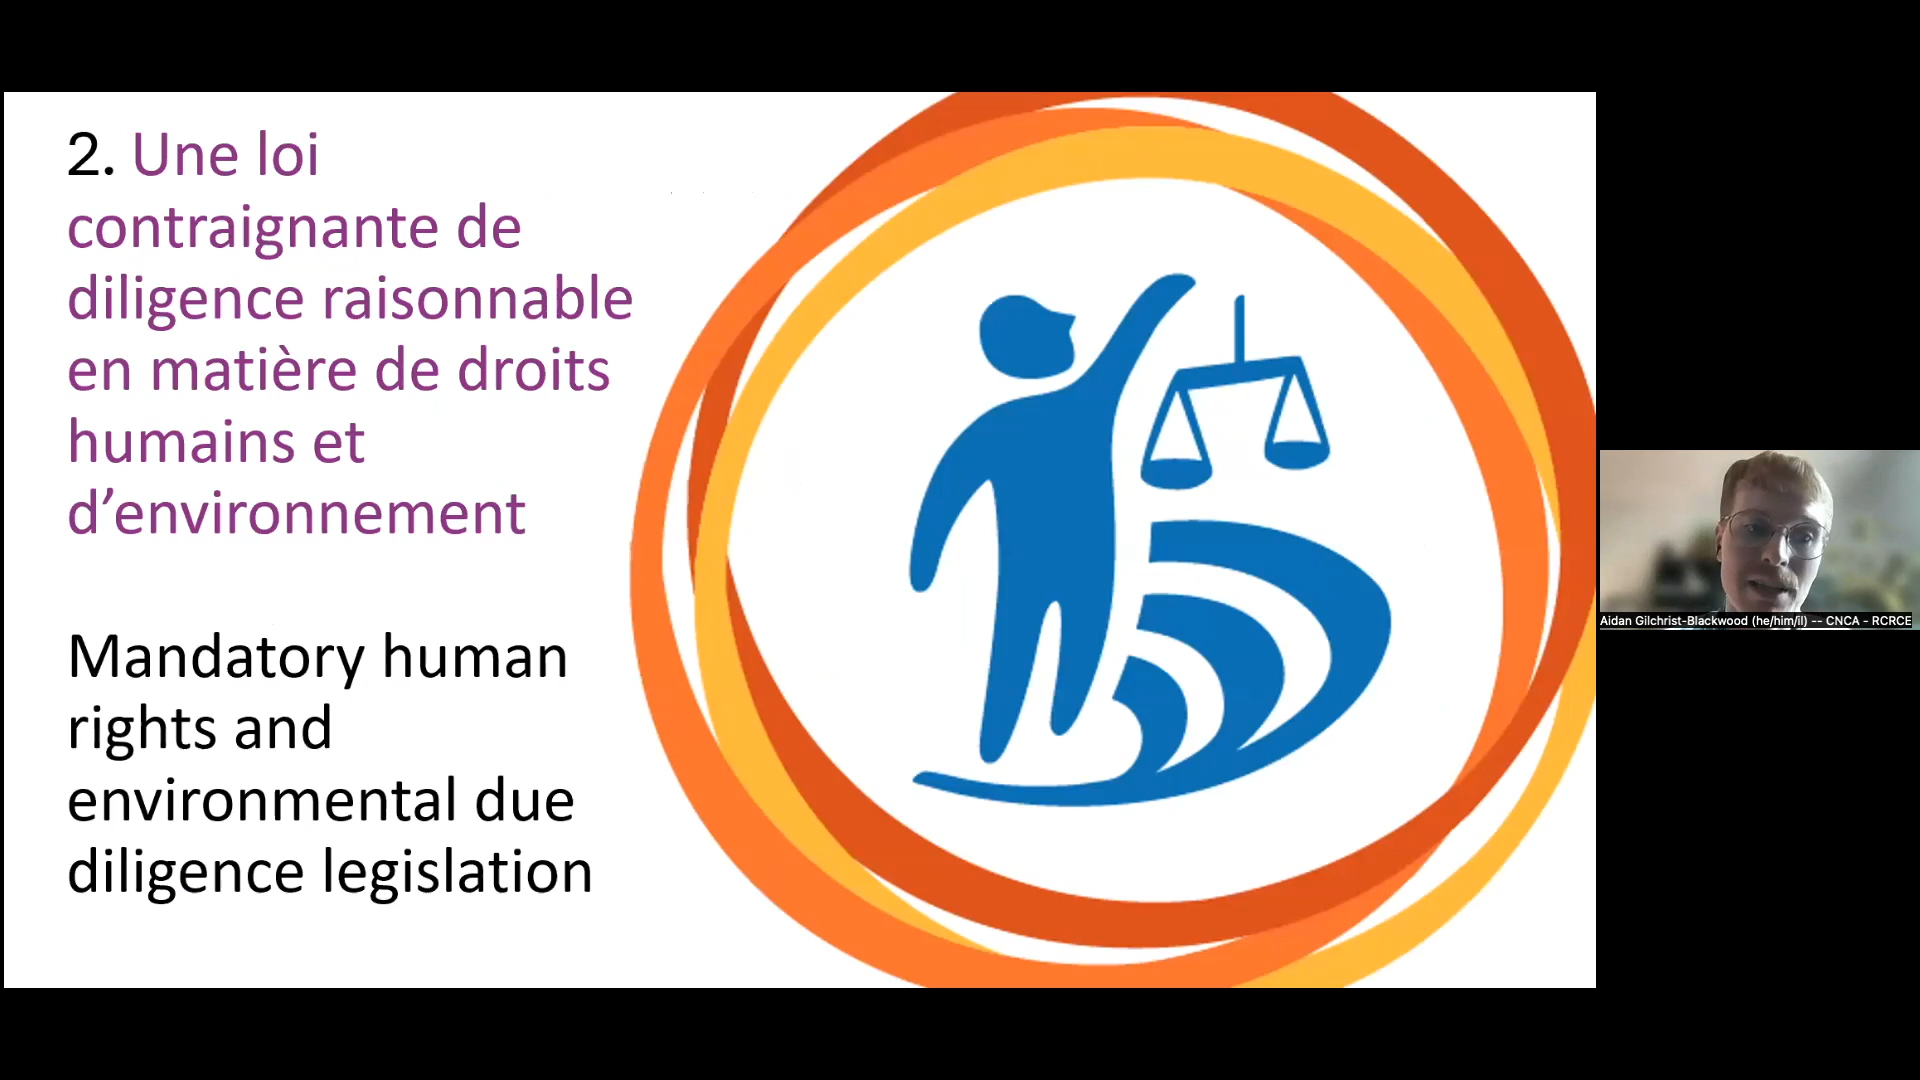 2. Une loi
contraignante de
diligence raisonnable
en matière de droits
humains et
d’environnement
Mandatory human
rights and
environmental due
diligence legislation
Aidan Gilchrist-Blackwood (he/him/il) -- CNCA - RCRCE